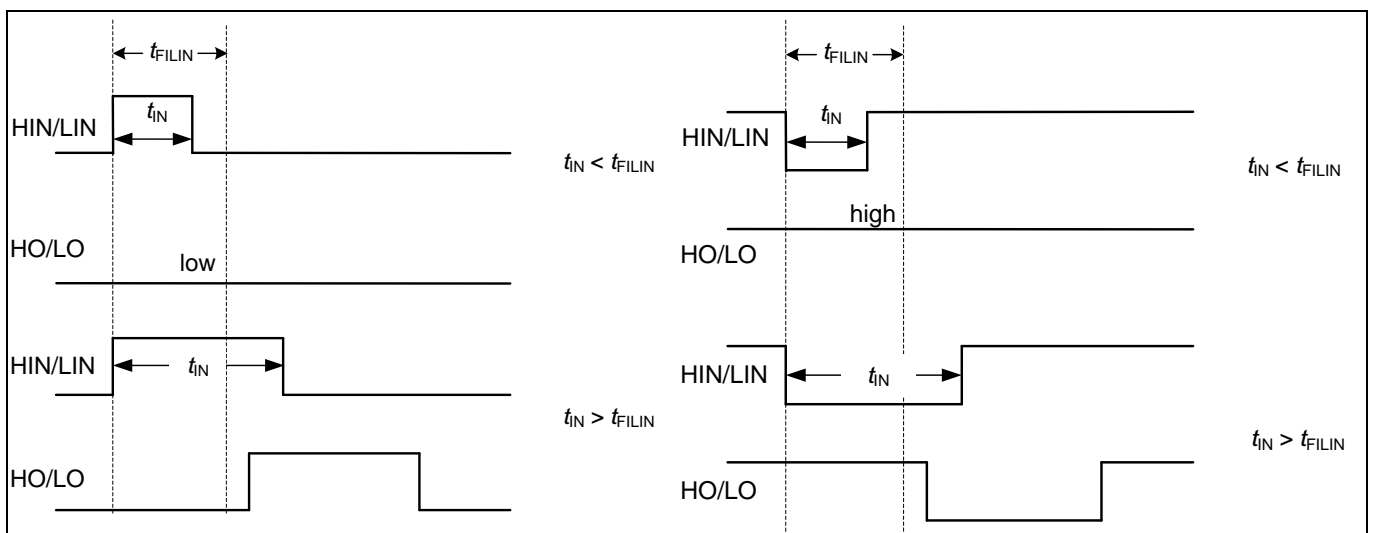 tFILIN
HIN/LIN
tIN
tIN < tFILIN
HO/LO
low
HIN/LIN
tIN
tIN > tFILIN
HO/LO
tFILIN
HIN/LIN
tIN
tIN < tFILIN
high
HO/LO
HIN/LIN
tIN
tIN > tFILIN
HO/LO